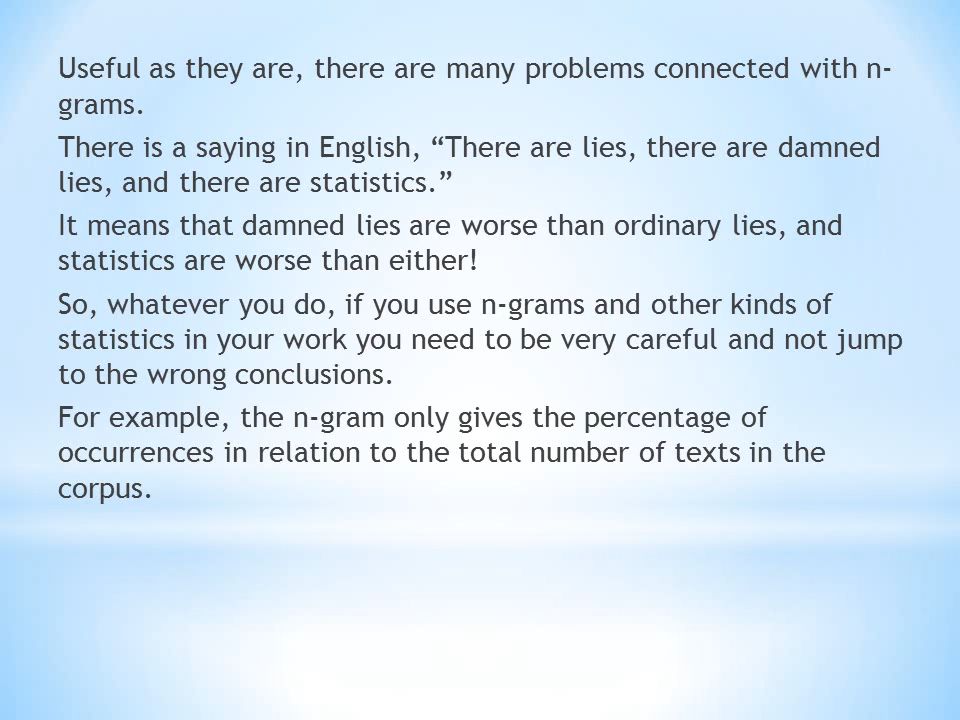 Useful as they are, there are many problems connected with n-
grams.
There is a saying in English, “There are lies, there are damned
lies, and there are statistics.”
It means that damned lies are worse than ordinary lies, and
statistics are worse than either!
So, whatever you do, if you use n-grams and other kinds of
statistics in your work you need to be very careful and not jump
to the wrong conclusions.
For example, the n-gram only gives the percentage of
occurrences in relation to the total number of texts in the
corpus.